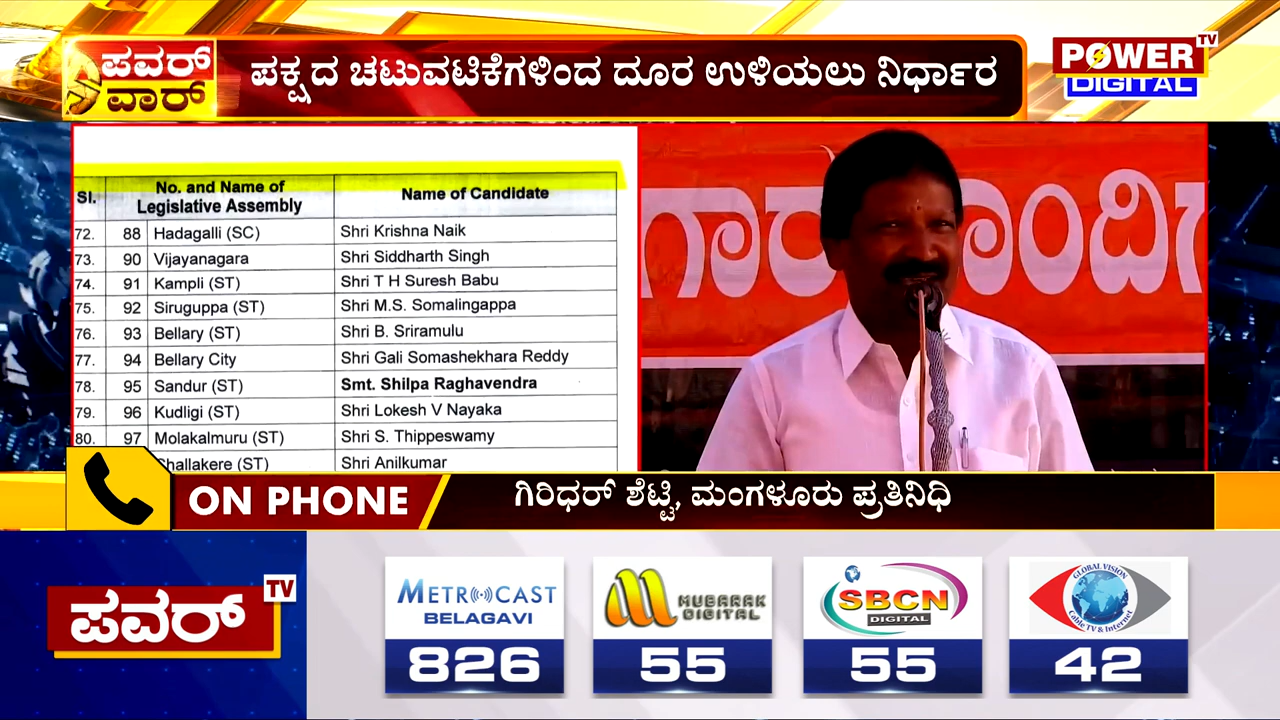 ಪವರ್
ವಾರ್
ಪಕ್ಷದ ಚಟುವಟಿಕೆಗಳಿಂದ ದೂರ ಉಳಿಯಲು ನಿರ್ಧಾರ
POWER TV
DIGITAL
Sl. No. and Name of Legislative Assembly Name of Candidate
72. 88 Hadagalli (SC) Shri Krishna Naik
73. 90 Vijayanagara Shri Siddharth Singh
74. 91 Kampli (ST) Shri T H Suresh Babu
75. 92 Siruguppa (ST) Shri M.S. Somalingappa
76. 93 Bellary (ST) Shri B. Sriramulu
77. 94 Bellary City Shri Gali Somashekhara Reddy
78. 95 Sandur (ST) Smt. Shilpa Raghavendra
79. 96 Kudligi (ST) Shri Lokesh V Nayaka
80. 97 Molakalmuru (ST) Shri S. Thippeswamy
(ST) Shri Anilkumar
ON PHONE
ಗಿರಿಧರ್ ಶೆಟ್ಟಿ, ಮಂಗಳೂರು ಪ್ರತಿನಿಧಿ
ಪವರ್ TV
METROCAST
BELAGAVI
826
MUBARAK
DIGITAL
55
SBCN
DIGITAL
55
GLOBAL VISION
Cable TV & Internet
42